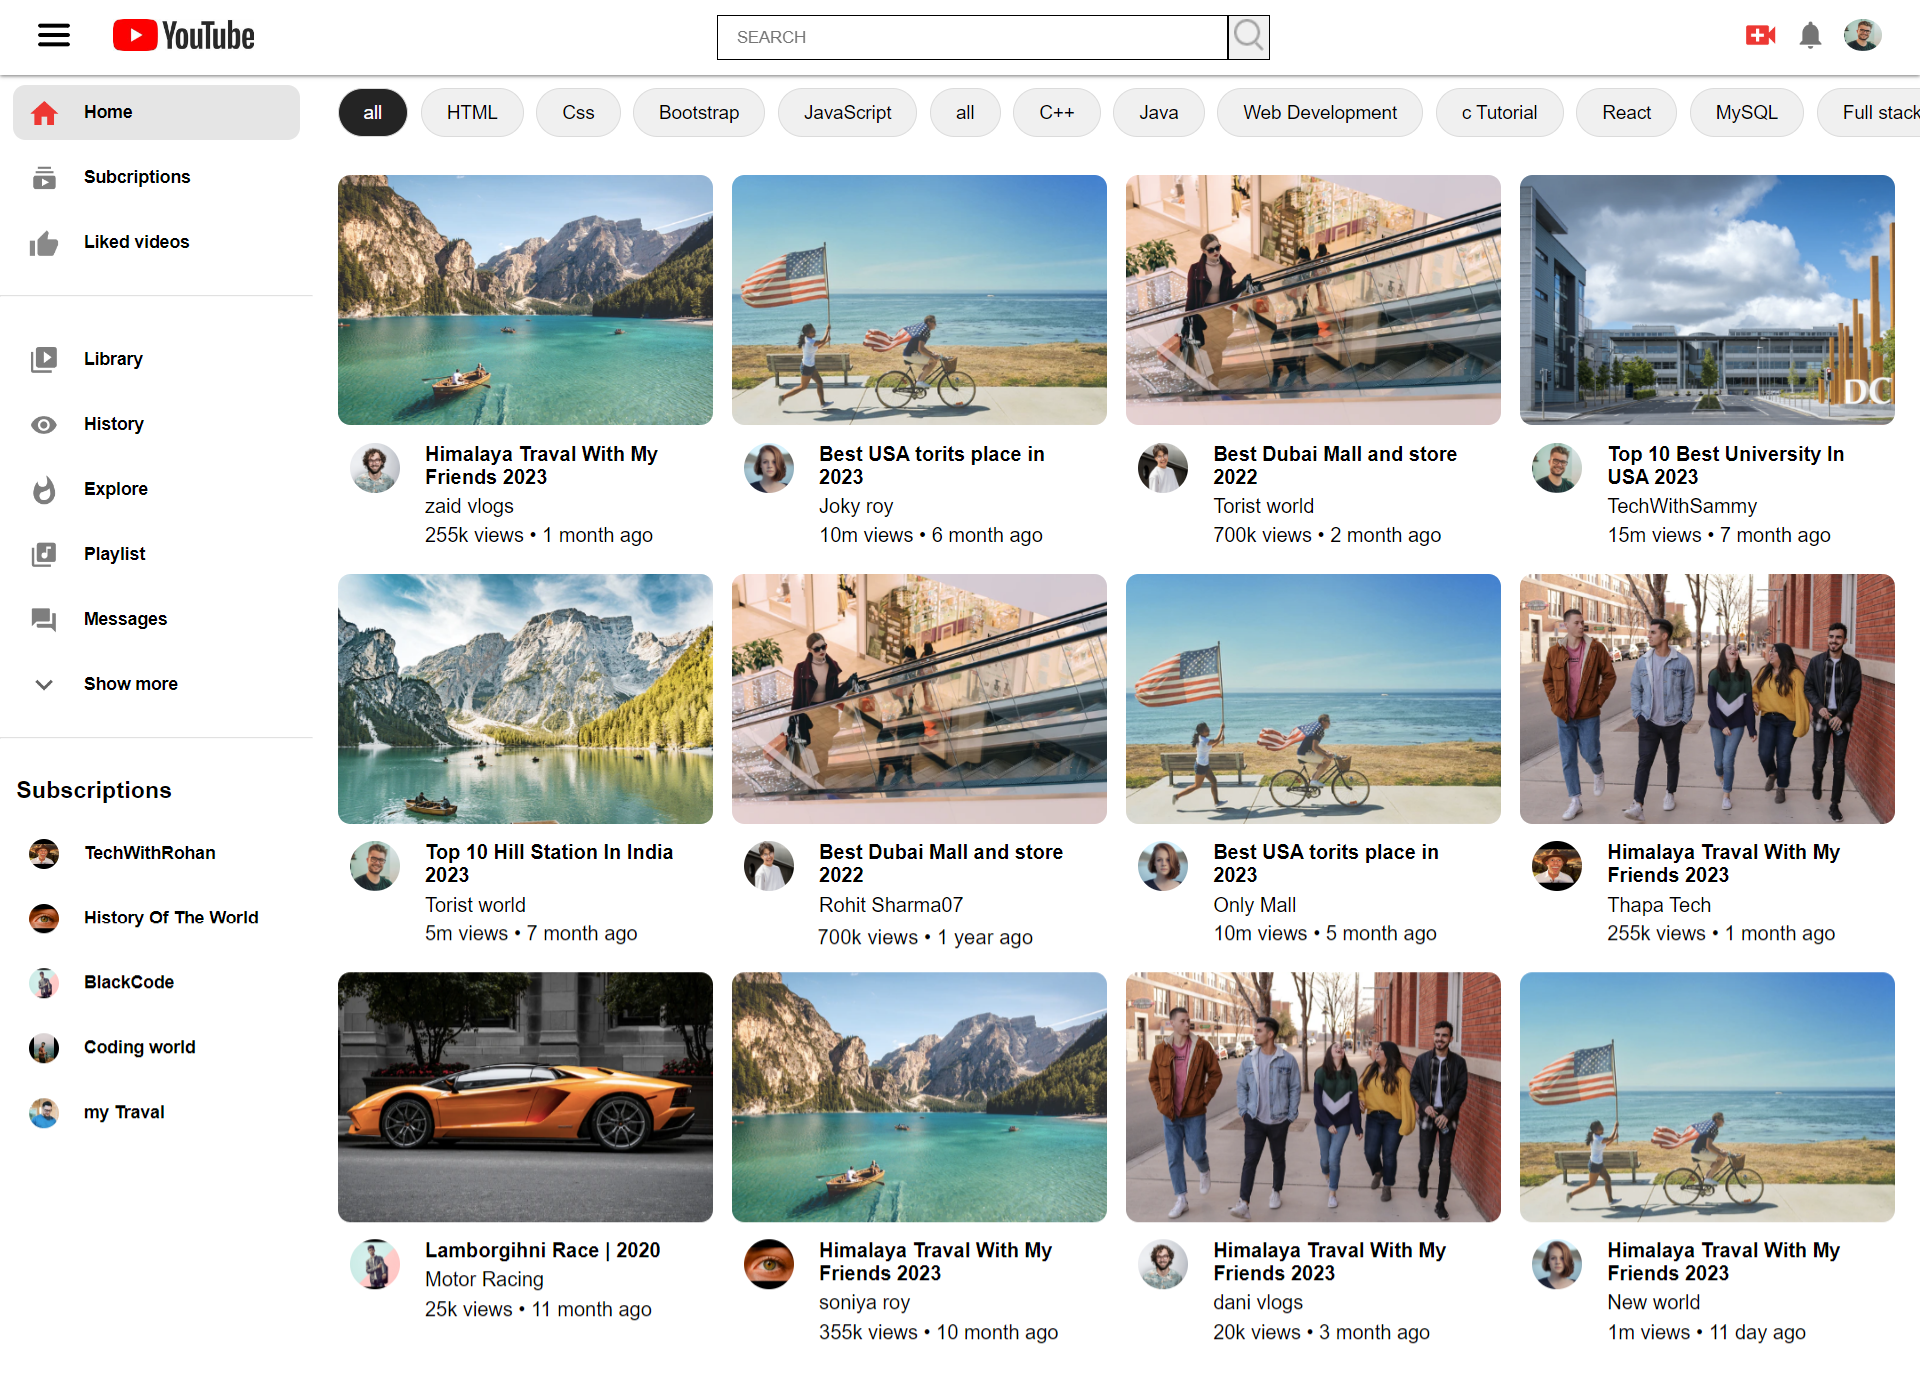 YouTube
SEARCH
Home
Subcriptions
Liked videos
Library
History
Explore
Playlist
Messages
Show more
Subscriptions
TechWithRohan
History Of The World
BlackCode
Coding world
my Traval
all HTML Css Bootstrap JavaScript all C++ Java Web Development c Tutorial React MySQL Full stack
DC
Himalaya Traval With My
Friends 2023
zaid vlogs
255k views • 1 month ago
Best USA torits place in
2023
Joky roy
10m views • 6 month ago
Best Dubai Mall and store
2022
Torist world
700k views • 2 month ago
Top 10 Best University In
USA 2023
TechWithSammy
15m views • 7 month ago
Top 10 Hill Station In India
2023
Torist world
5m views • 7 month ago
Best Dubai Mall and store
2022
Rohit Sharma07
700k views • 1 year ago
Best USA torits place in
2023
Only Mall
10m views • 5 month ago
Himalaya Traval With My
Friends 2023
Thapa Tech
255k views • 1 month ago
Lamborgihni Race | 2020
Motor Racing
25k views • 11 month ago
Himalaya Traval With My
Friends 2023
soniya roy
355k views • 10 month ago
Himalaya Traval With My
Friends 2023
dani vlogs
20k views • 3 month ago
Himalaya Traval With My
Friends 2023
New world
1m views • 11 day ago